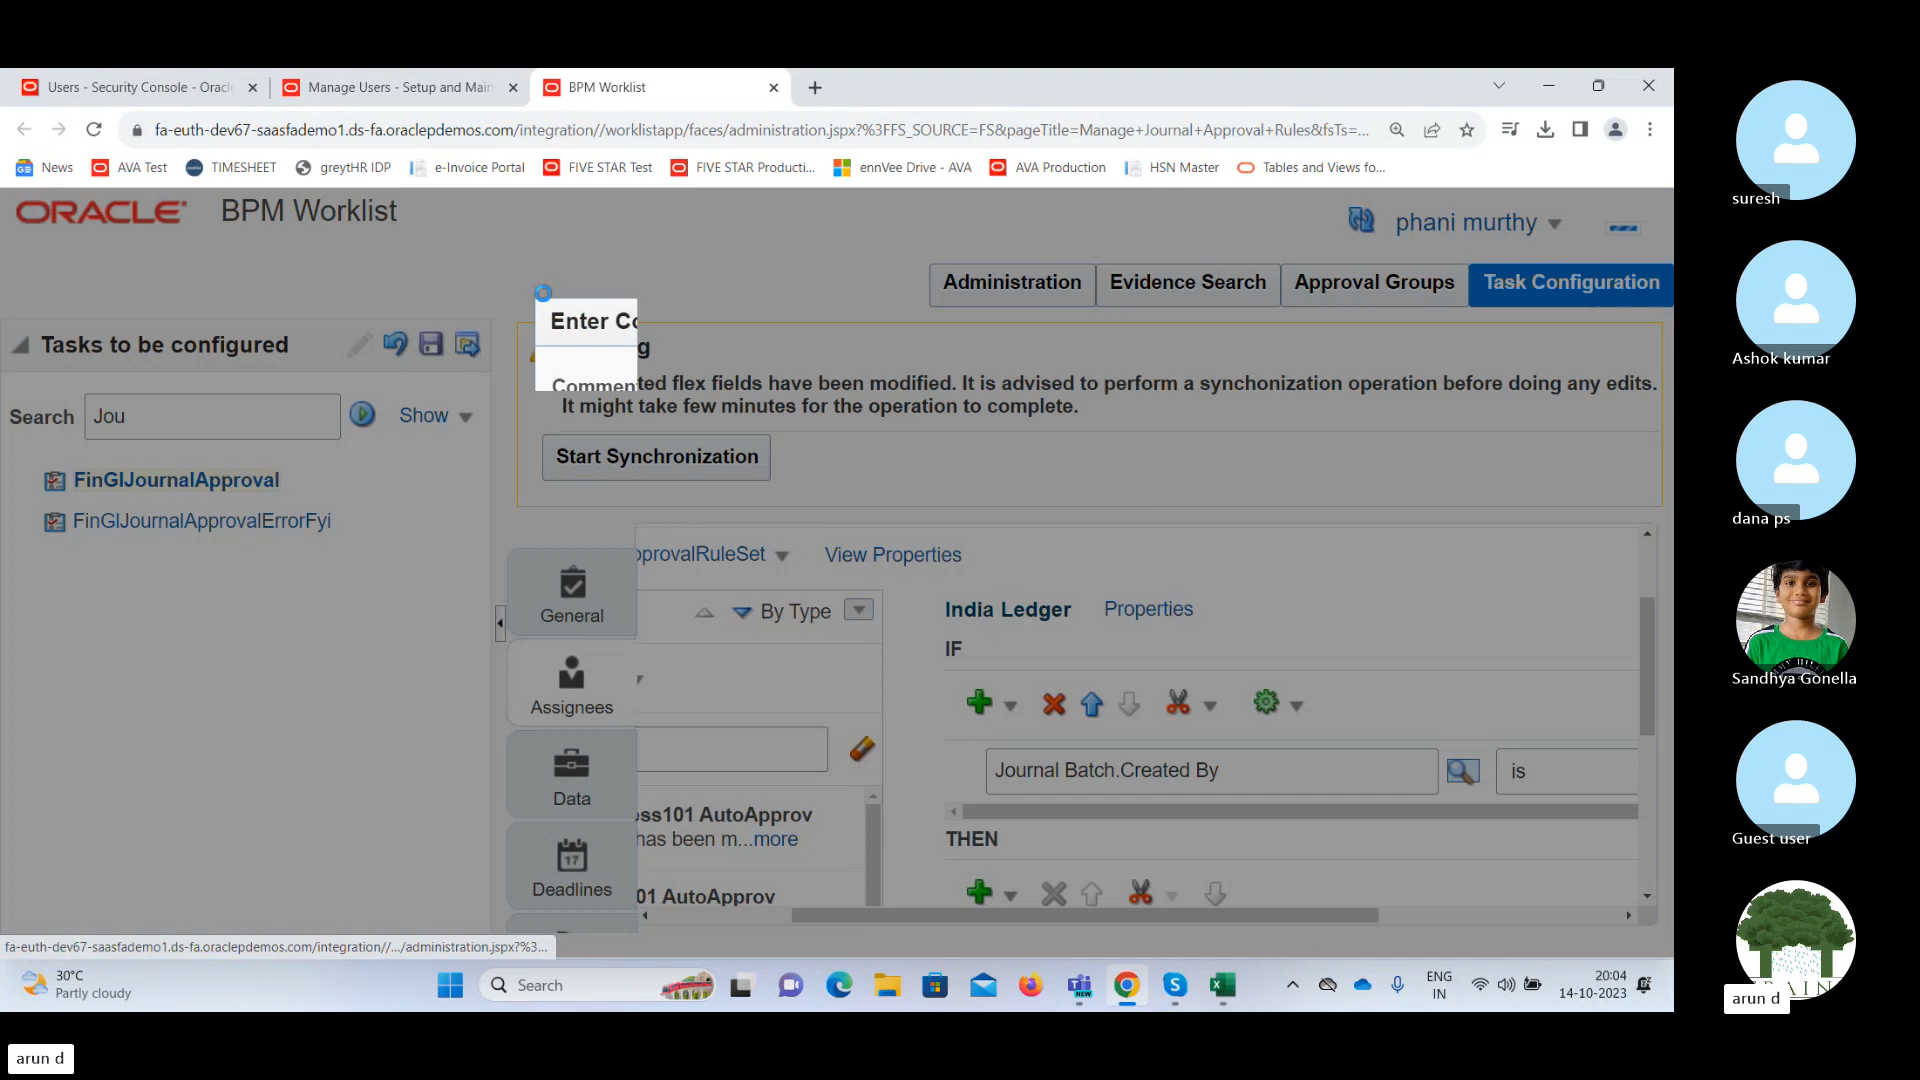 Users - Security Console - Oracle
Manage Users - Setup and Main
BPM Worklist
fa-euth-dev67-saasfademo1.ds-fa.oraclepdemos.com/integration//worklistapp/faces/administration.jspx?%3FFS_SOURCE=FS&pageTitle=Manage+Journal+Approval+Rules&fsTs=...
News
AVA Test
TIMESHEET
greytHR IDP
e-Invoice Portal
FIVE STAR Test
FIVE STAR Producti...
ennVee Drive - AVA
AVA Production
HSN Master
Tables and Views fo...
ORACLE BPM Worklist
phani murthy
Administration
Evidence Search
Approval Groups
Task Configuration
Tasks to be configured
Search Jou Show
FinGlJournalApproval
FinGlJournalApprovalErrorFyi
Enter Co
Comment
g
ted flex fields have been modified. It is advised to perform a synchonization operation before doing any edits.
It might take few minutes for the operation to complete.
Start Synchronization
General
Assignees
Data
Deadlines
pprovalRuleSet View Properties
By Type
ess101 AutoApprov
has been m...more
01 AutoApprov
India Ledger Properties
IF
Journal Batch.Created By is
THEN
fa-euth-dev67-saasfademo1.ds-fa.oraclepdemos.com/integration//.../administration.jspx?%3...
30°C
Partly cloudy
Search
NEW
ENG
IN
20:04
14-10-2023
suresh
Ashok kumar
dana ps
Sandhya Gonella
Guest user
arun d
arun d